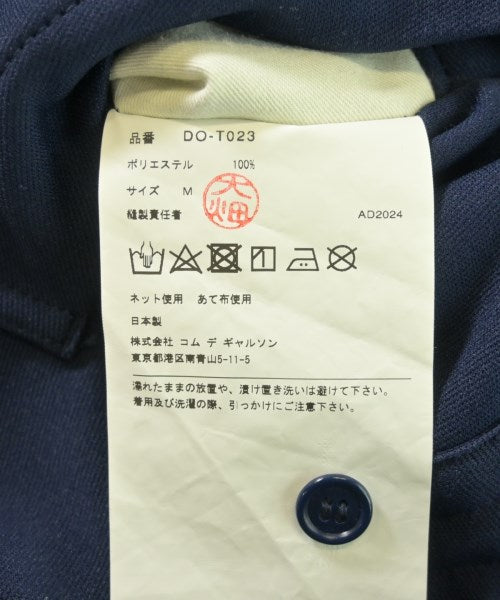 品番 DO-T023
ポリエステル 100%
サイズ M
大畑
縫製責任者 AD2024
ネット使用 あて布使用
日本製
株式会社 コム デ ギャルソン
東京都港区南青山5-11-5
濡れたままの放置や、漬け置き洗いは避けて下さい。
着用及び洗濯の際、引っかけにご注意下さい。